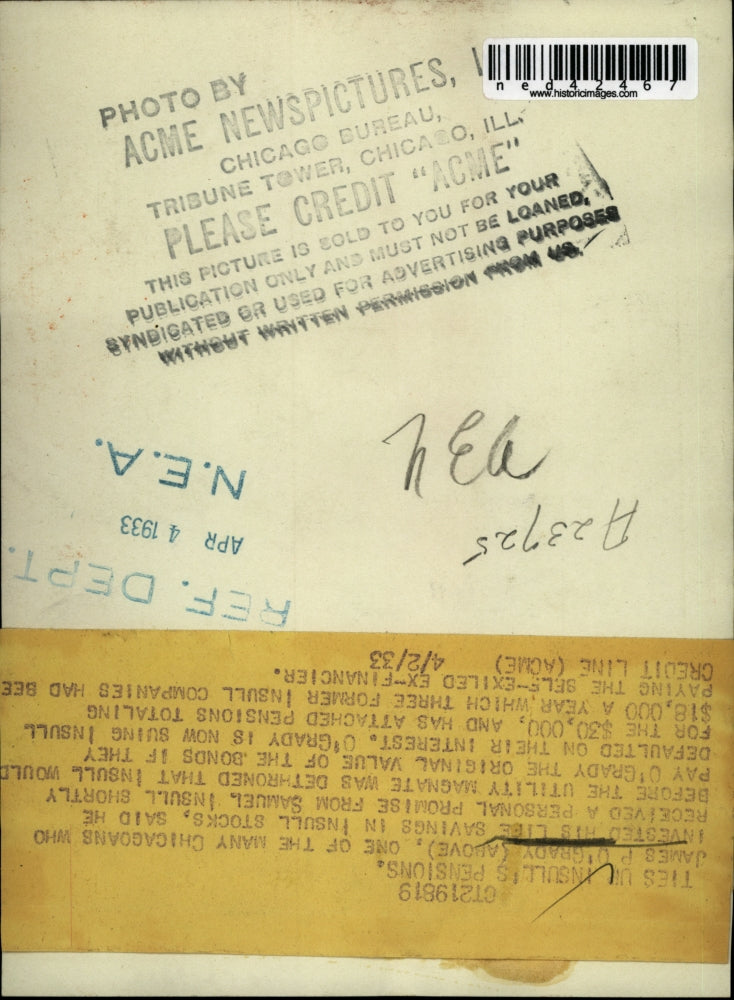 ned42467
www.historicimages.com
PHOTO BY
ACME NEWSPICTURES,
CHICAGO BUREAU,
TRIBUNE TOWER, CHICAGO, ILL.
PLEASE CREDIT "ACME"
THIS PICTURE IS SOLD TO YOU FOR YOUR
PUBLICATION ONLY AND MUST NOT BE LOANED,
SYNDICATED OR USED FOR ADVERTISING PURPOSES
WITHOUT WRITTEN PERMISSION FROM US.
NEA
A23725
N.E.A.
APR 4 1933
REF. DEPT.
CT219819
TIES UP INSULL'S PENSIONS.
JAMES P O'GRADY (ABOVE), ONE OF THE MANY CHICAGOANS WHO
INVESTED HIS LIFE SAVINGS IN INSULL STOCKS, SAID HE
RECEIVED A PERSONAL PROMISE FROM SAMUEL INSULL SHORTLY
BEFORE THE UTILITY MAGNATE WAS DETHRONED THAT INSULL WOULD
PAY O'GRADY THE ORIGINAL VALUE OF THE BONDS IF THEY
DEFAULTED ON THEIR INTEREST. O'GRADY IS NOW SUING INSULL
FOR THE $30,000, AND HAS ATTACHED PENSIONS TOTALING
$18,000 A YEAR WHICH THREE FORMER INSULL COMPANIES HAD BEE
PAYING THE SELF-EXILED EX-FINANCIER.
CREDIT LINE (ACME) 4/2/33